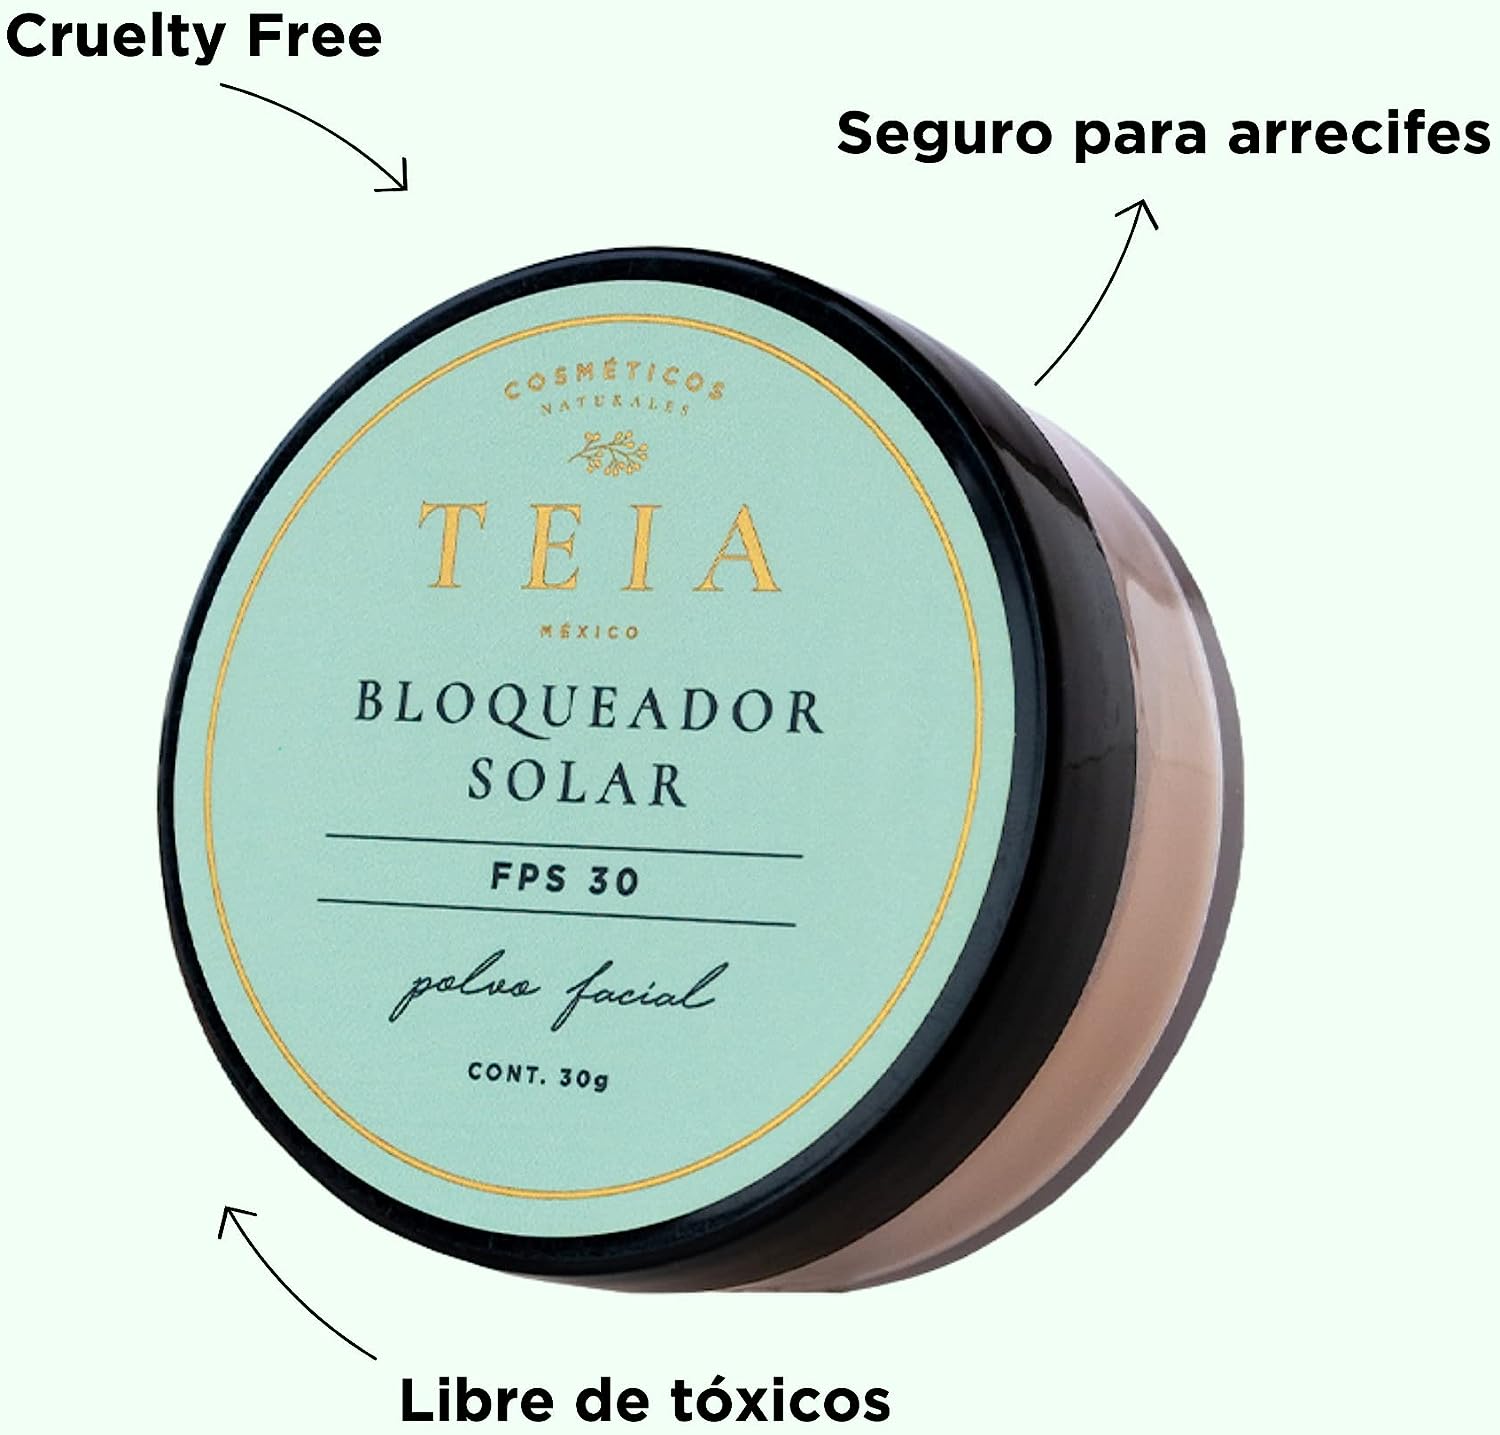 Cruelty Free
Seguro para arrecifes
COSMÉTICOS
NATURALES
TEIA
MÉXICO
BLOQUEADOR
SOLAR
FPS 30
polvo facial
CONT. 30g
Libre de tóxicos